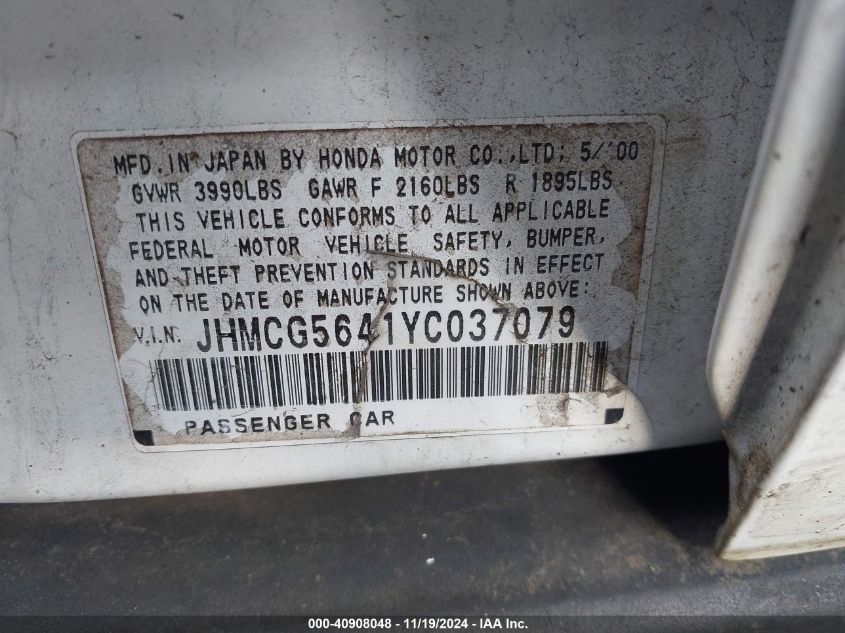 MFD. IN JAPAN BY HONDA MOTOR CO.,LTD; 5/'00
GVWR 3990LBS GAWR F 2160LBS R 1895LBS
THIS VEHICLE CONFORMS TO ALL APPLICABLE
FEDERAL MOTOR VEHICLE SAFETY, BUMPER,
AND THEFT PREVENTION STANDARDS IN EFFECT
ON THE DATE OF MANUFACTURE SHOWN ABOVE:
V.I.N: JHMCG5641YC037079
PASSENGER CAR
000-40908048 - 11/19/2024 - IAA Inc.